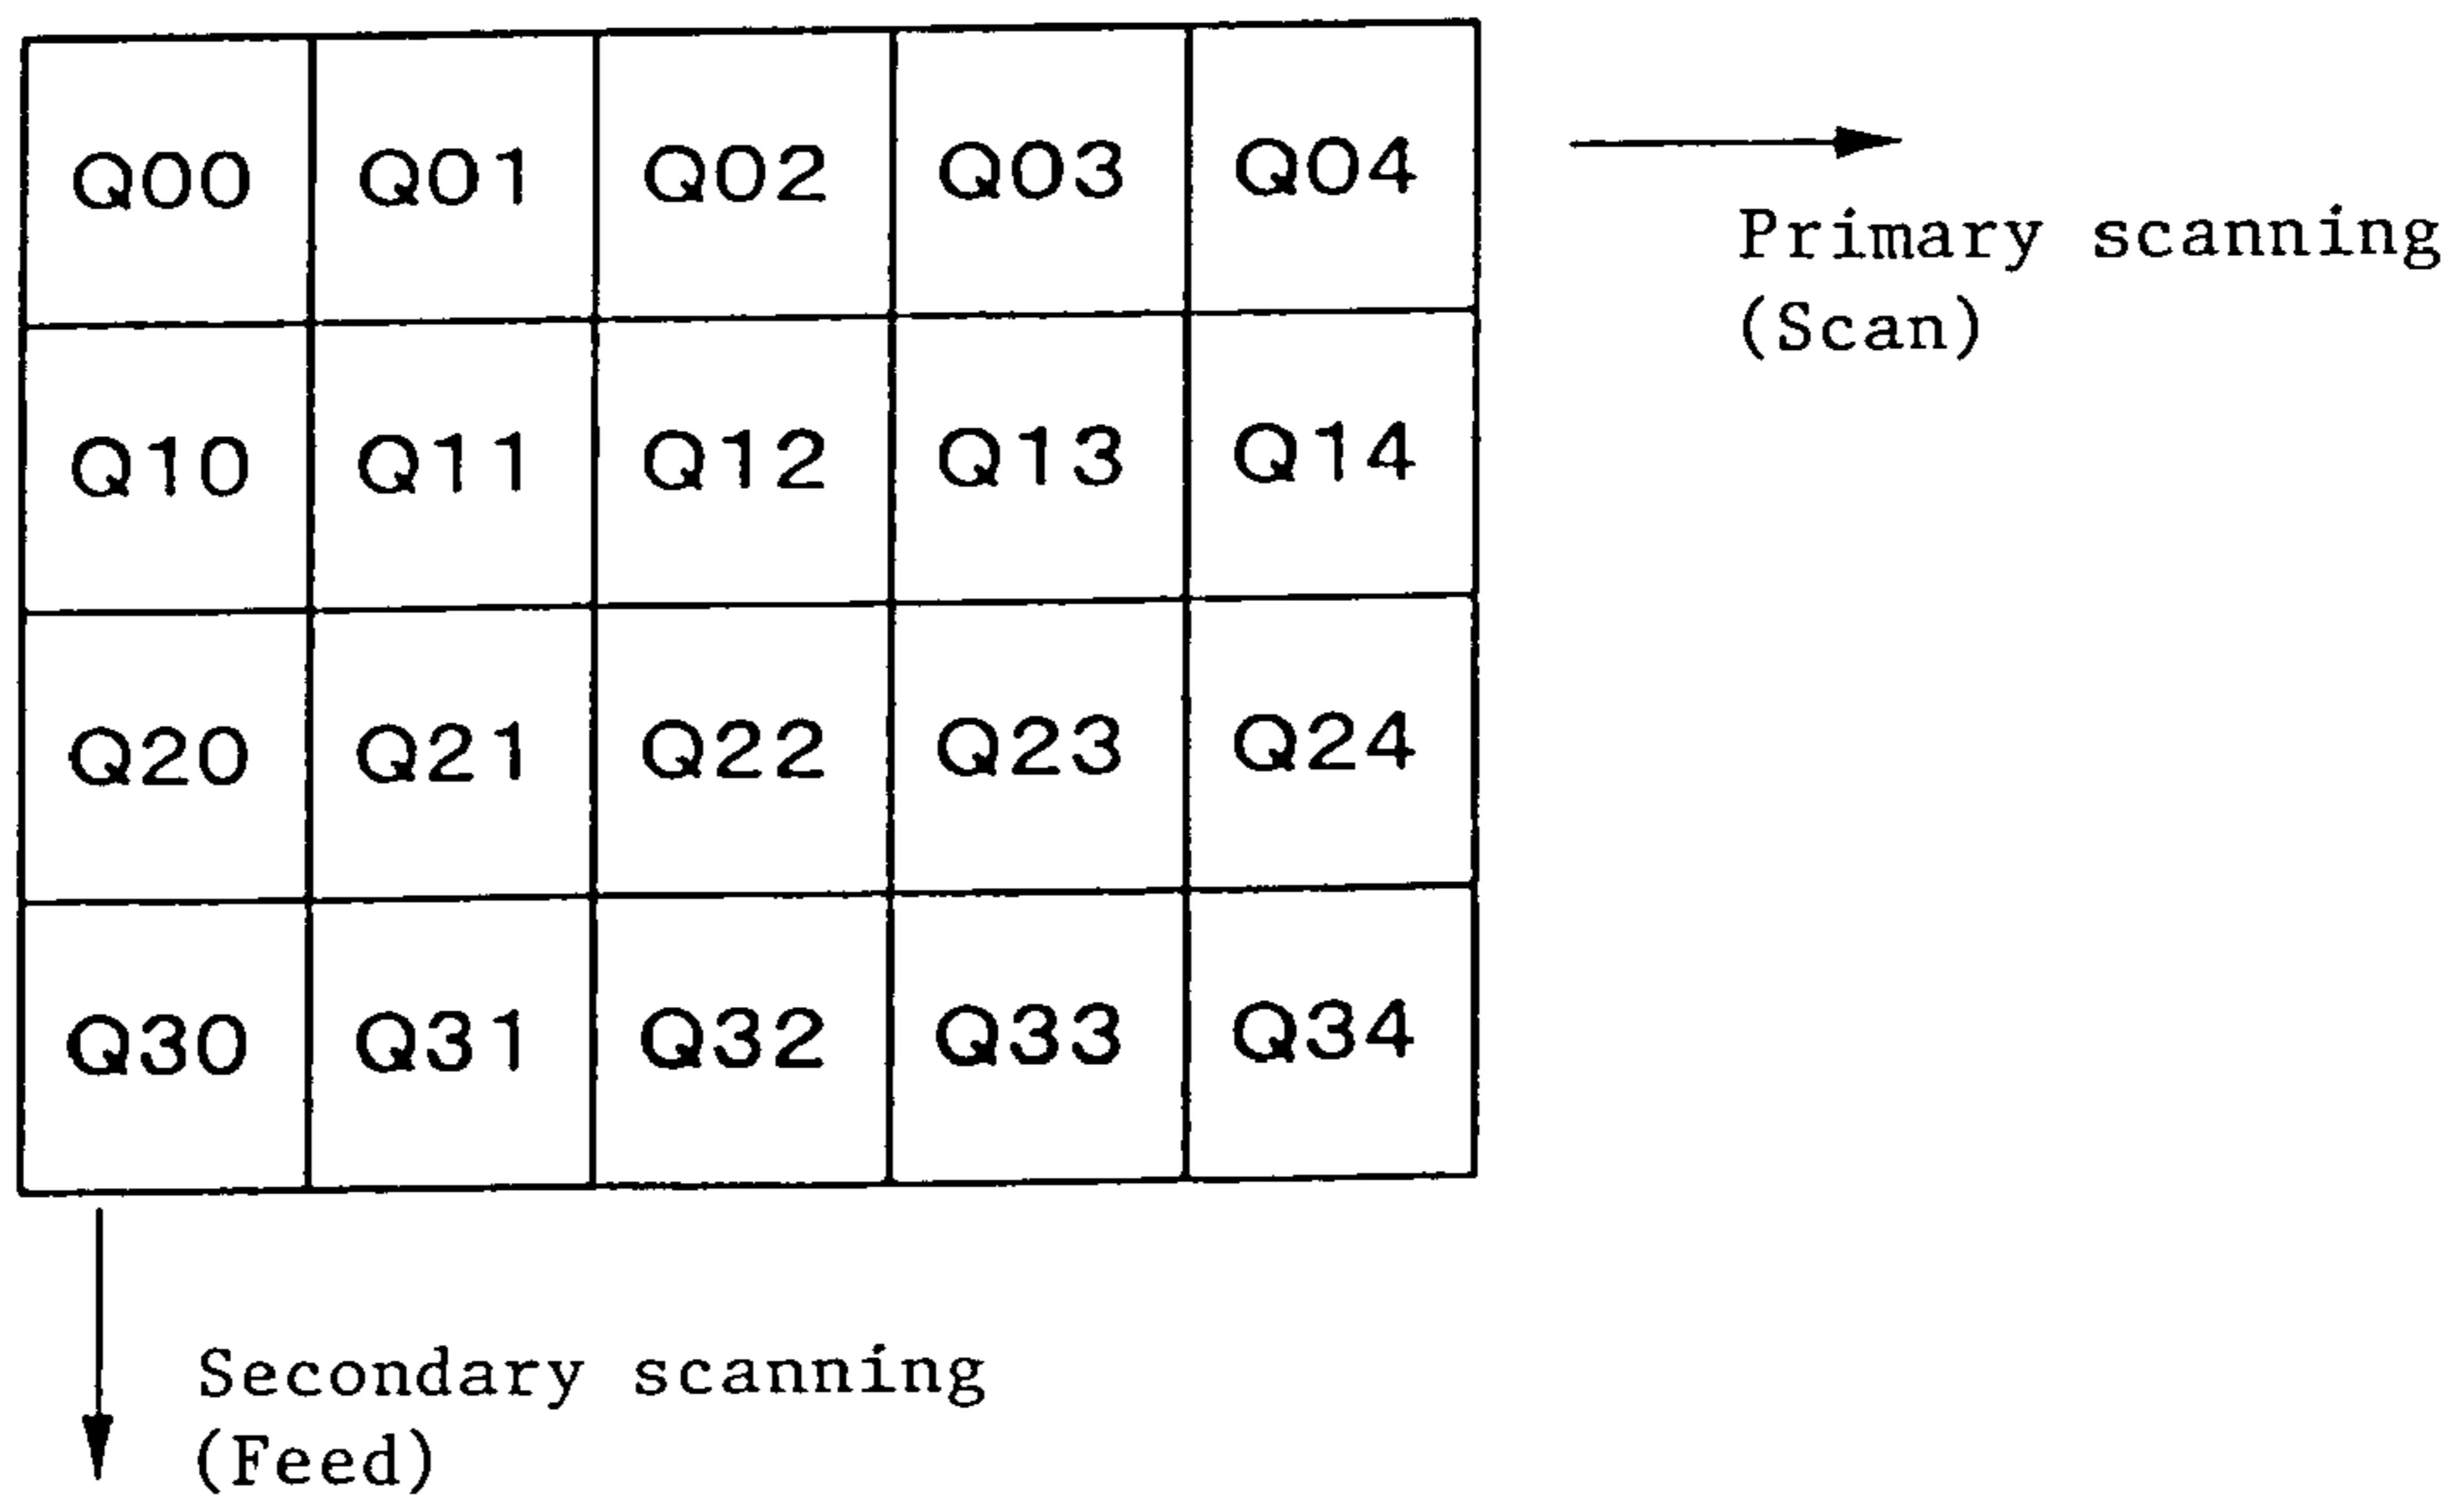 Q00 Q01 Q02 Q03 Q04
Primary scanning
(Scan)
Q10 Q11 Q12 Q13 Q14
Q20 Q21 Q22 Q23 Q24
Q30 Q31 Q32 Q33 Q34
Secondary scanning
(Feed)